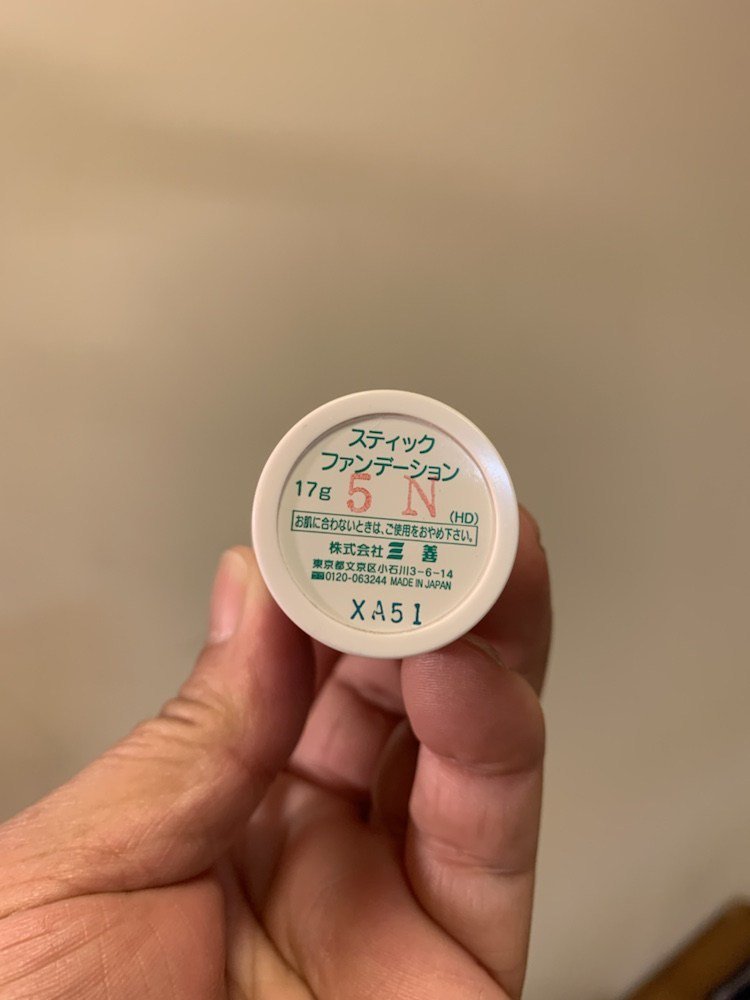 スティック
ファンデーション
17g 5 N (HD)
お肌に合わないときは、ご使用をおやめ下さい。
株式会社 三善
東京都文京区小石川3-6-14
0120-063244 MADE IN JAPAN
XA51